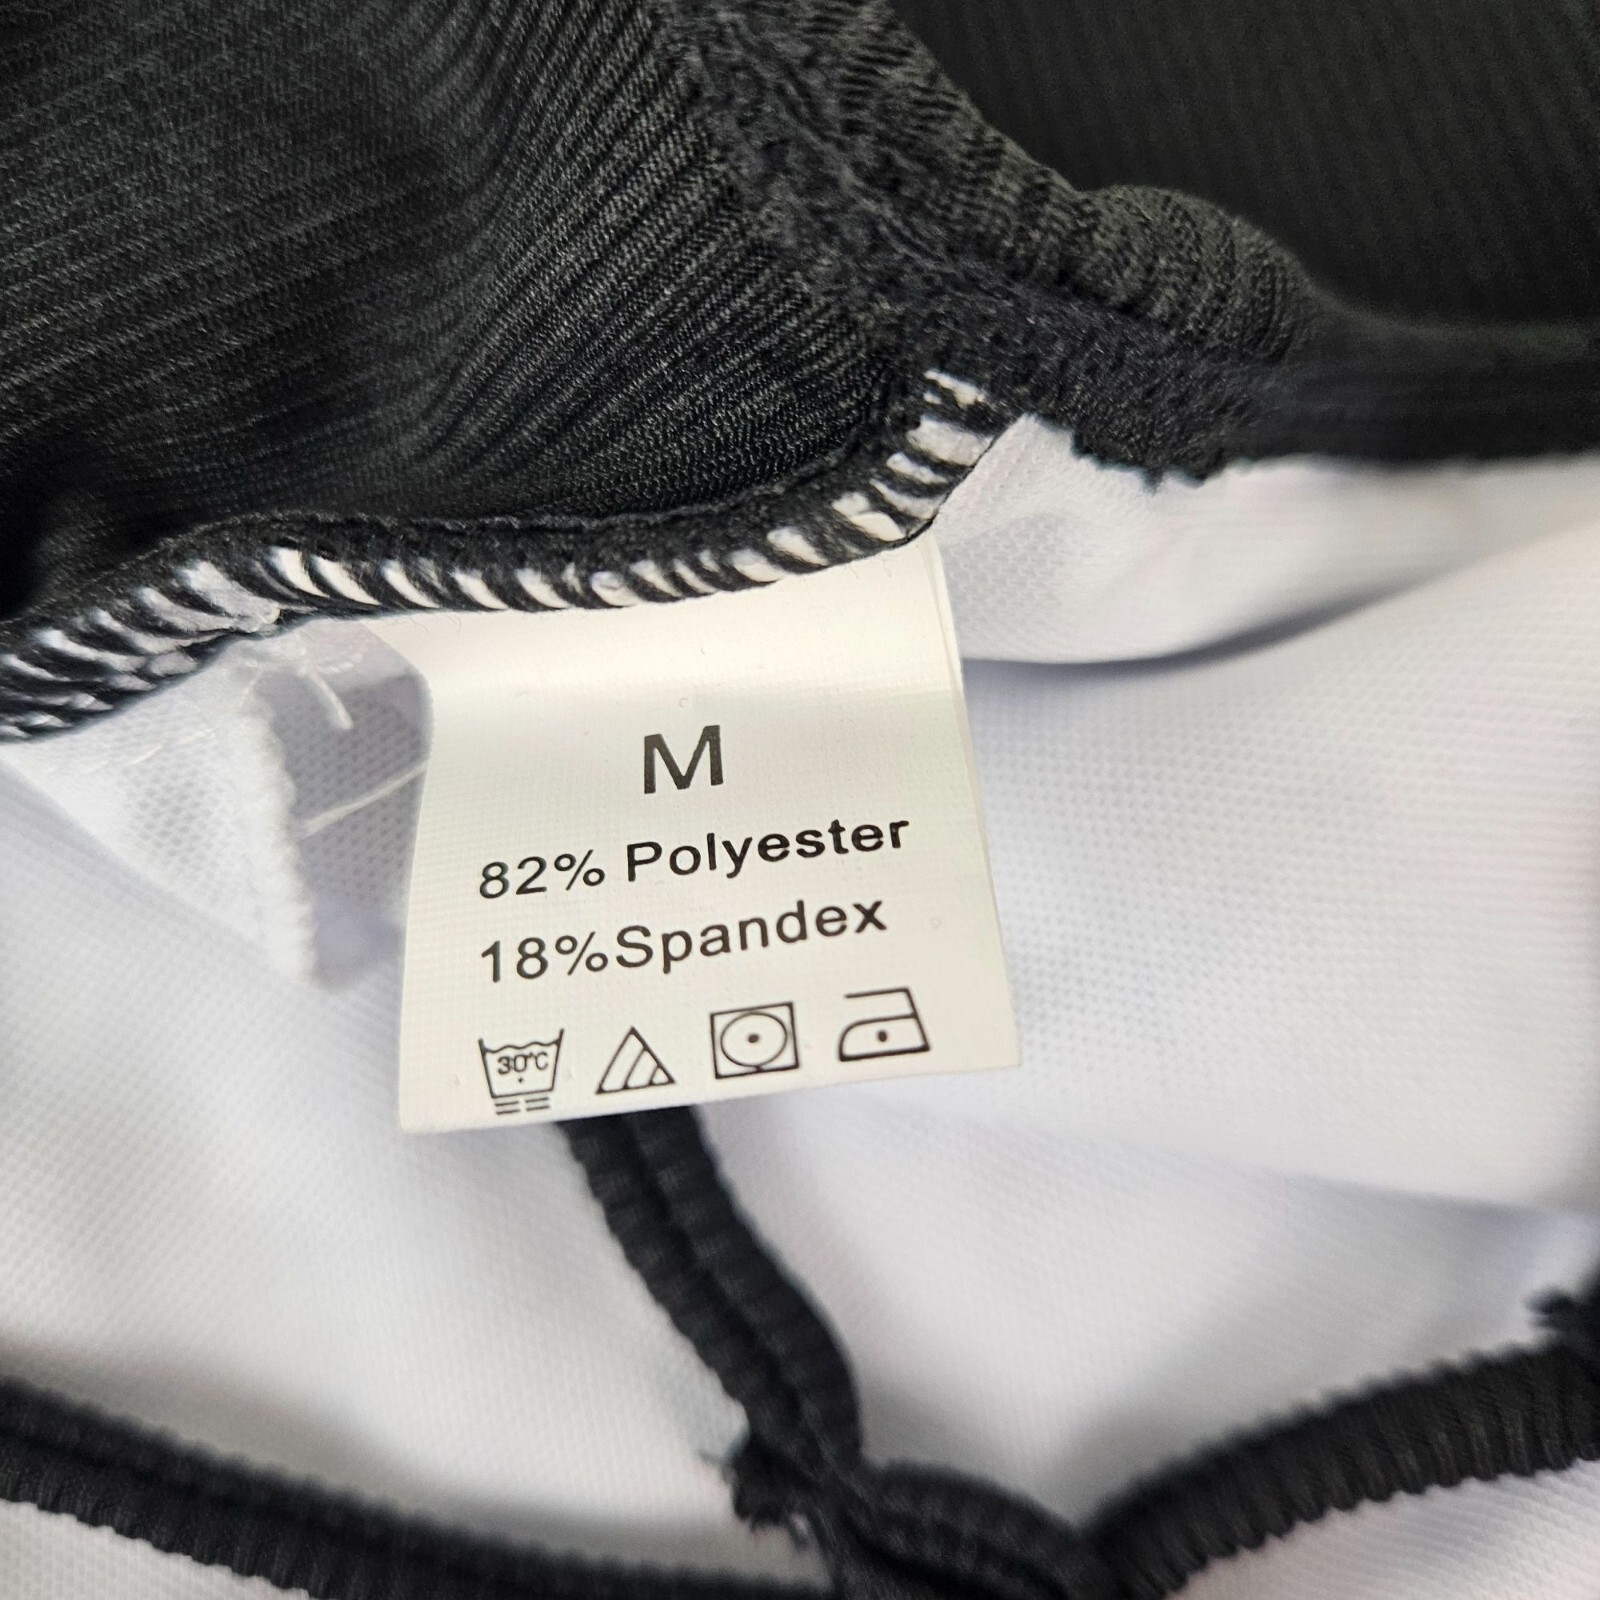 M
82% Polyester
18%Spandex
30°C